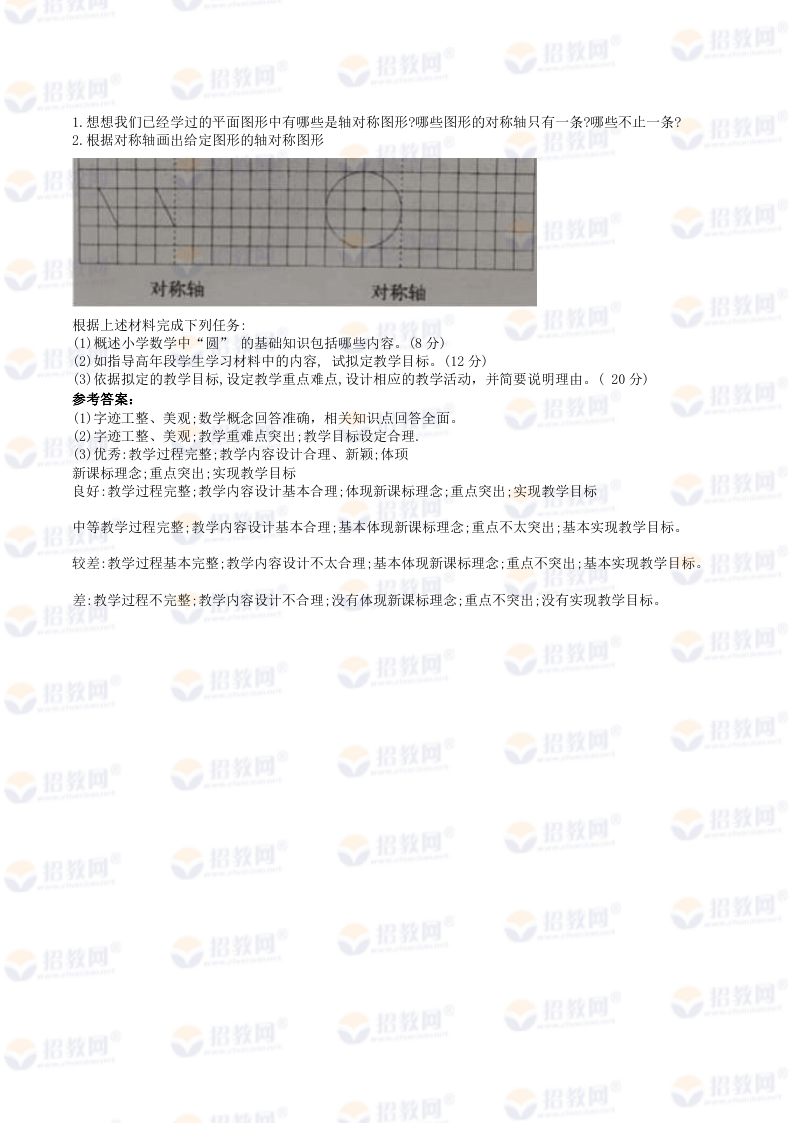 1.想想我们已经学过的平面图形中有哪些是轴对称图形?哪些图形的对称轴只有一条?哪些不止一条?
2.根据对称轴画出给定图形的轴对称图形
对称轴 对称轴
根据上述材料完成下列任务:
(1)概述小学数学中“圆” 的基础知识包括哪些内容。(8 分)
(2)如指导高年段学生学习材料中的内容, 试拟定教学目标。(12 分)
(3)依据拟定的教学目标,设定教学重点难点,设计相应的教学活动，并简要说明理由。( 20 分)
参考答案：
(1)字迹工整、美观;数学概念回答准确，相关知识点回答全面。
(2)字迹工整、美观;教学重难点突出;教学目标设定合理.
(3)优秀:教学过程完整;教学内容设计合理、新颖;体顼
新课标理念;重点突出;实现教学目标
良好:教学过程完整;教学内容设计基本合理;体现新课标理念;重点突出;实现教学目标
中等教学过程完整;教学内容设计基本合理;基本体现新课标理念;重点不太突出;基本实现教学目标。
较差:教学过程基本完整;教学内容设计不太合理;基本体现新课标理念;重点不突出;基本实现教学目标。
差:教学过程不完整;教学内容设计不合理;没有体现新课标理念;重点不突出;没有实现教学目标。
招教网